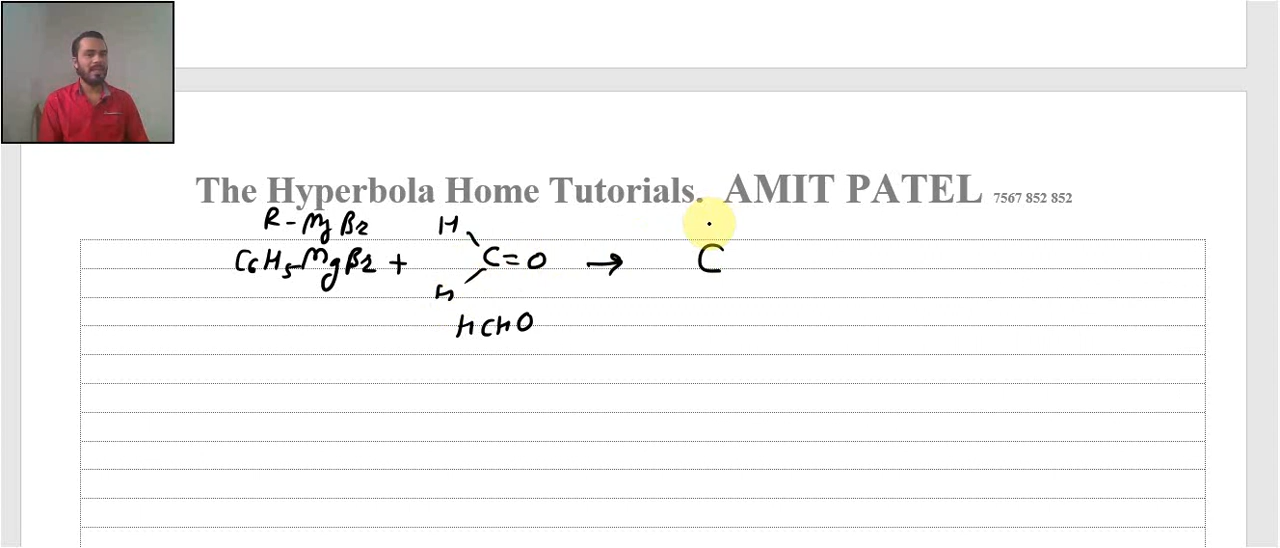 The Hyperbola Home Tutorials. AMIT PATEL 7567 852 852
R-MgBr H
C6H5-MgBr + C=O → C
H
HCHO